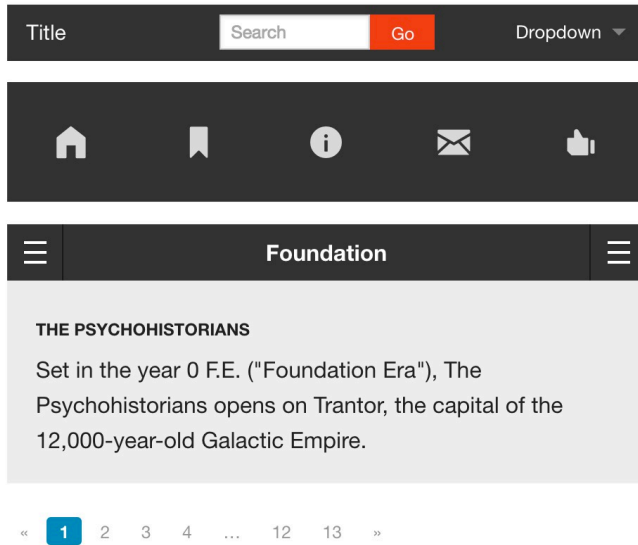 Title Search Go Dropdown
Foundation
THE PSYCHOHISTORIANS
Set in the year 0 F.E. ("Foundation Era"), The
Psychohistorians opens on Trantor, the capital of the
12,000-year-old Galactic Empire.
« 1 2 3 4 … 12 13 »